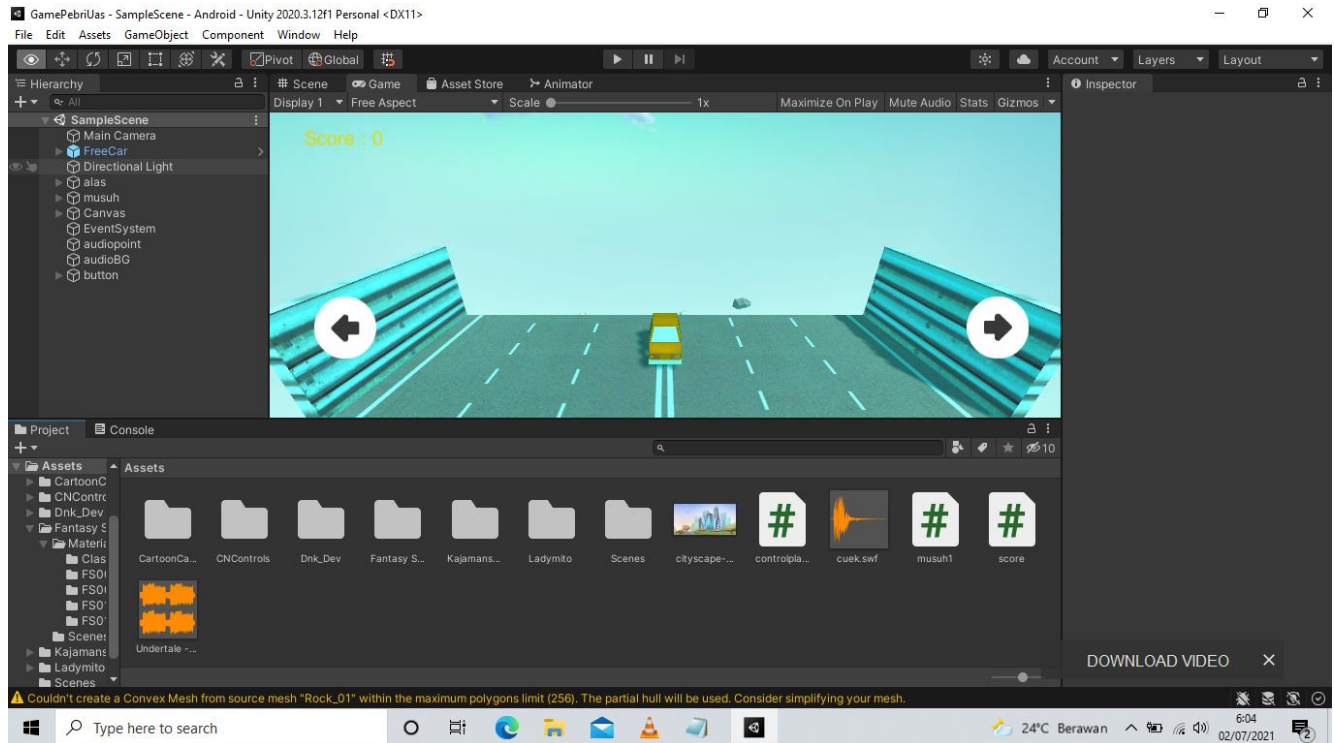 GamePebriUas - SampleScene - Android - Unity 2020.3.12f1 Personal <DX11>
File Edit Assets GameObject Component Window Help
Pivot Global Account Layers Layout
Hierarchy
All
SampleScene
Main Camera
FreeCar
Directional Light
alas
musuh
Canvas
EventSystem
audiopoint
audioBG
button
Scene Game Asset Store Animator
Display 1 Free Aspect Scale 1x Maximize On Play Mute Audio Stats Gizmos
Score : 0
Inspector
Project Console
10
Assets
CartoonC
CNContrc
Dnk_Dev
Fantasy S
Materia
Clas
FS0
FS0
FS0
FS0
Scenes
Kajamans
Ladymito
Scenes
Assets
CartoonCa... CNControls Dnk_Dev Fantasy S... Kajamans... Ladymito Scenes cityscape-... controlpla... cuek.swf musuh1 score
Undertale -...
DOWNLOAD VIDEO
Couldn't create a Convex Mesh from source mesh "Rock_01" within the maximum polygons limit (256). The partial hull will be used. Consider simplifying your mesh.
Type here to search
24°C Berawan
6:04
02/07/2021
2